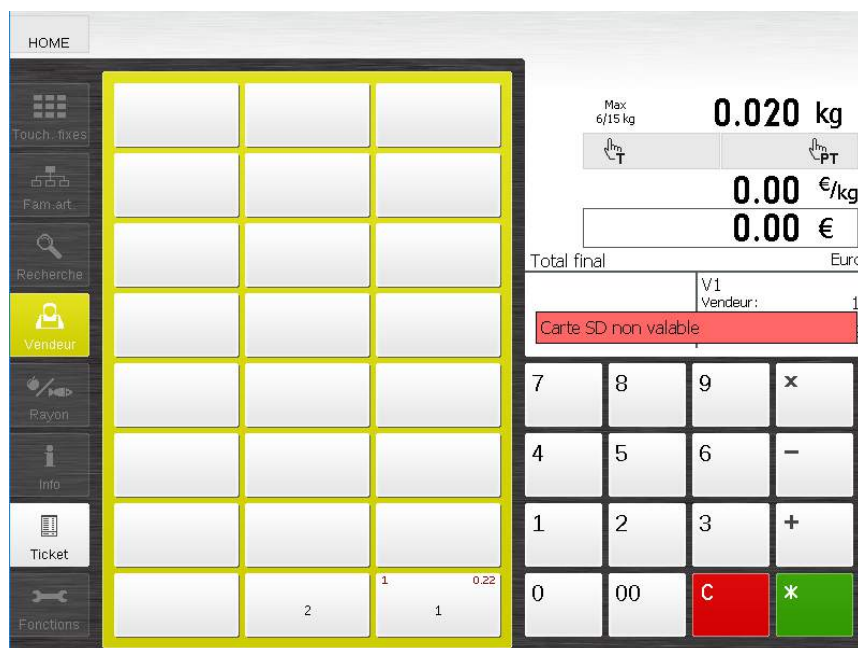 HOME
Touch. fixes
Fam.art.
Recherche
Vendeur
Rayon
Info
Ticket
Fonctions
2
1 0.22
1
Max
6/15 kg
0.020 kg
T
PT
0.00 €/kg
0.00 €
Total final Euro
V1
Vendeur: 1
Carte SD non valable
7 8 9 x
4 5 6 -
1 2 3 +
0 00 C *